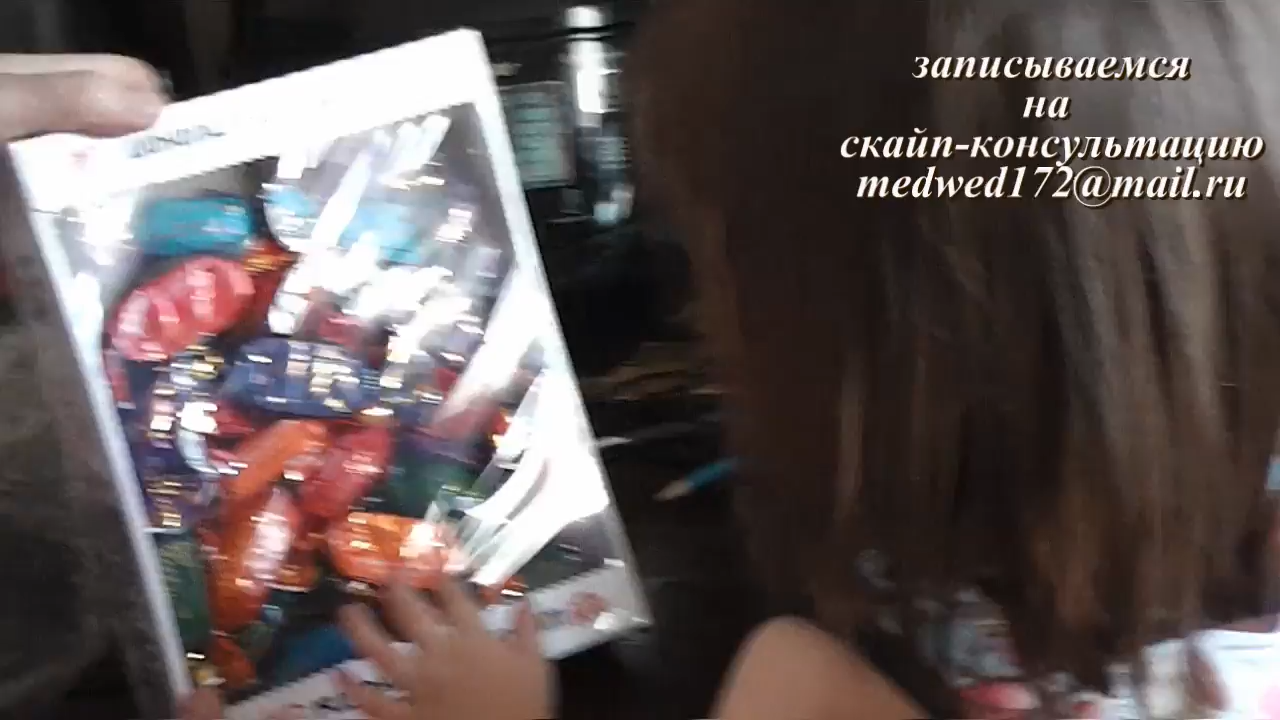 записываемся
на
скайп-консультацию
medwed172@mail.ru